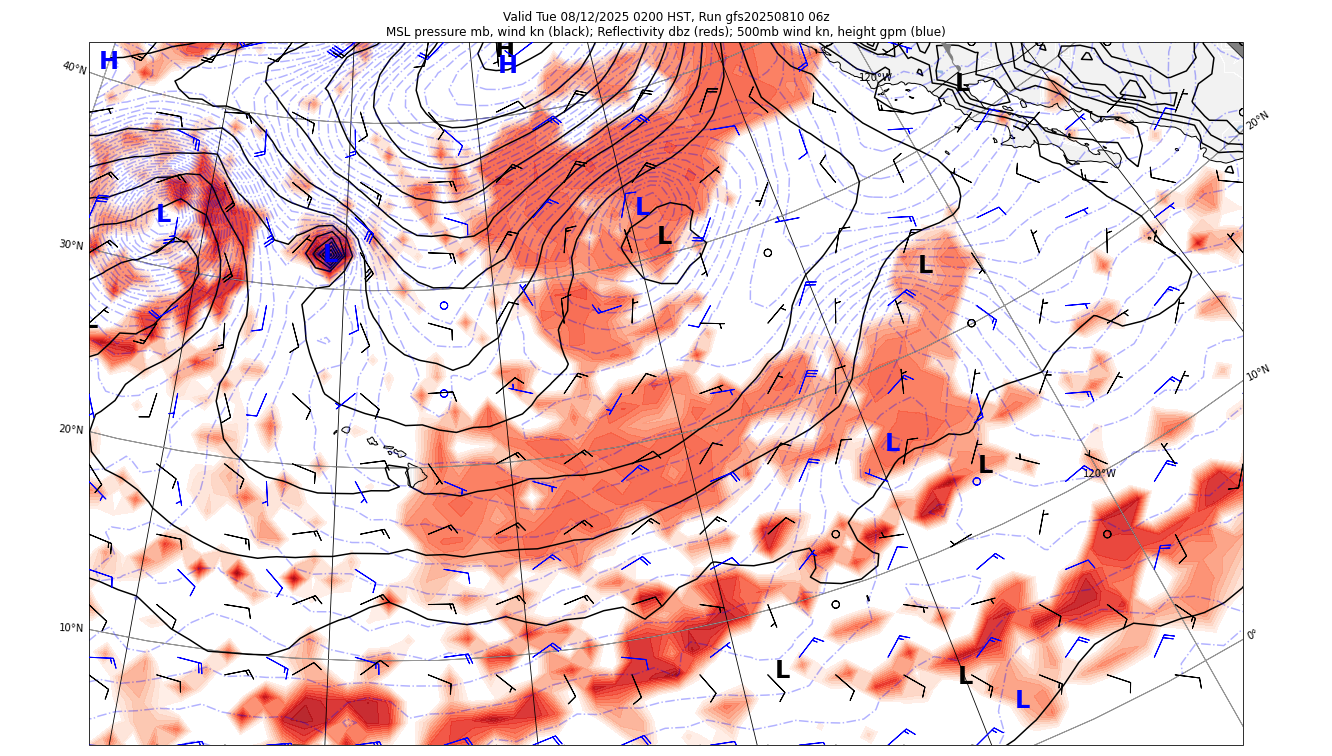 Valid Tue 08/12/2025 0200 HST, Run gfs20250810 06z
MSL pressure mb, wind kn (black); Reflectivity dbz (reds); 500mb wind kn, height gpm (blue)
H
H
H
40°N
120°W
L
20°N
L
L
L
30°N
L
L
10°N
20°N
L
L
120°W
10°N
0°
L
L
L